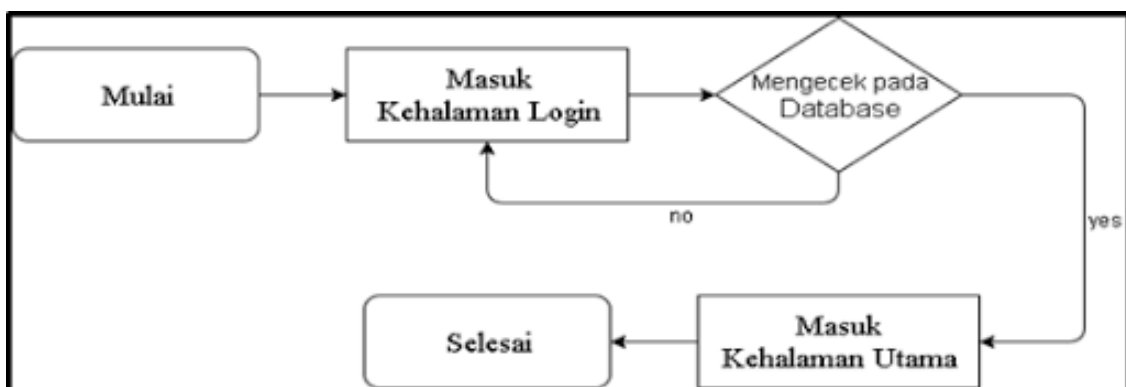 Mulai
Masuk
Kehalaman Login
Mengecek pada
Database
no
yes
Masuk
Kehalaman Utama
Selesai